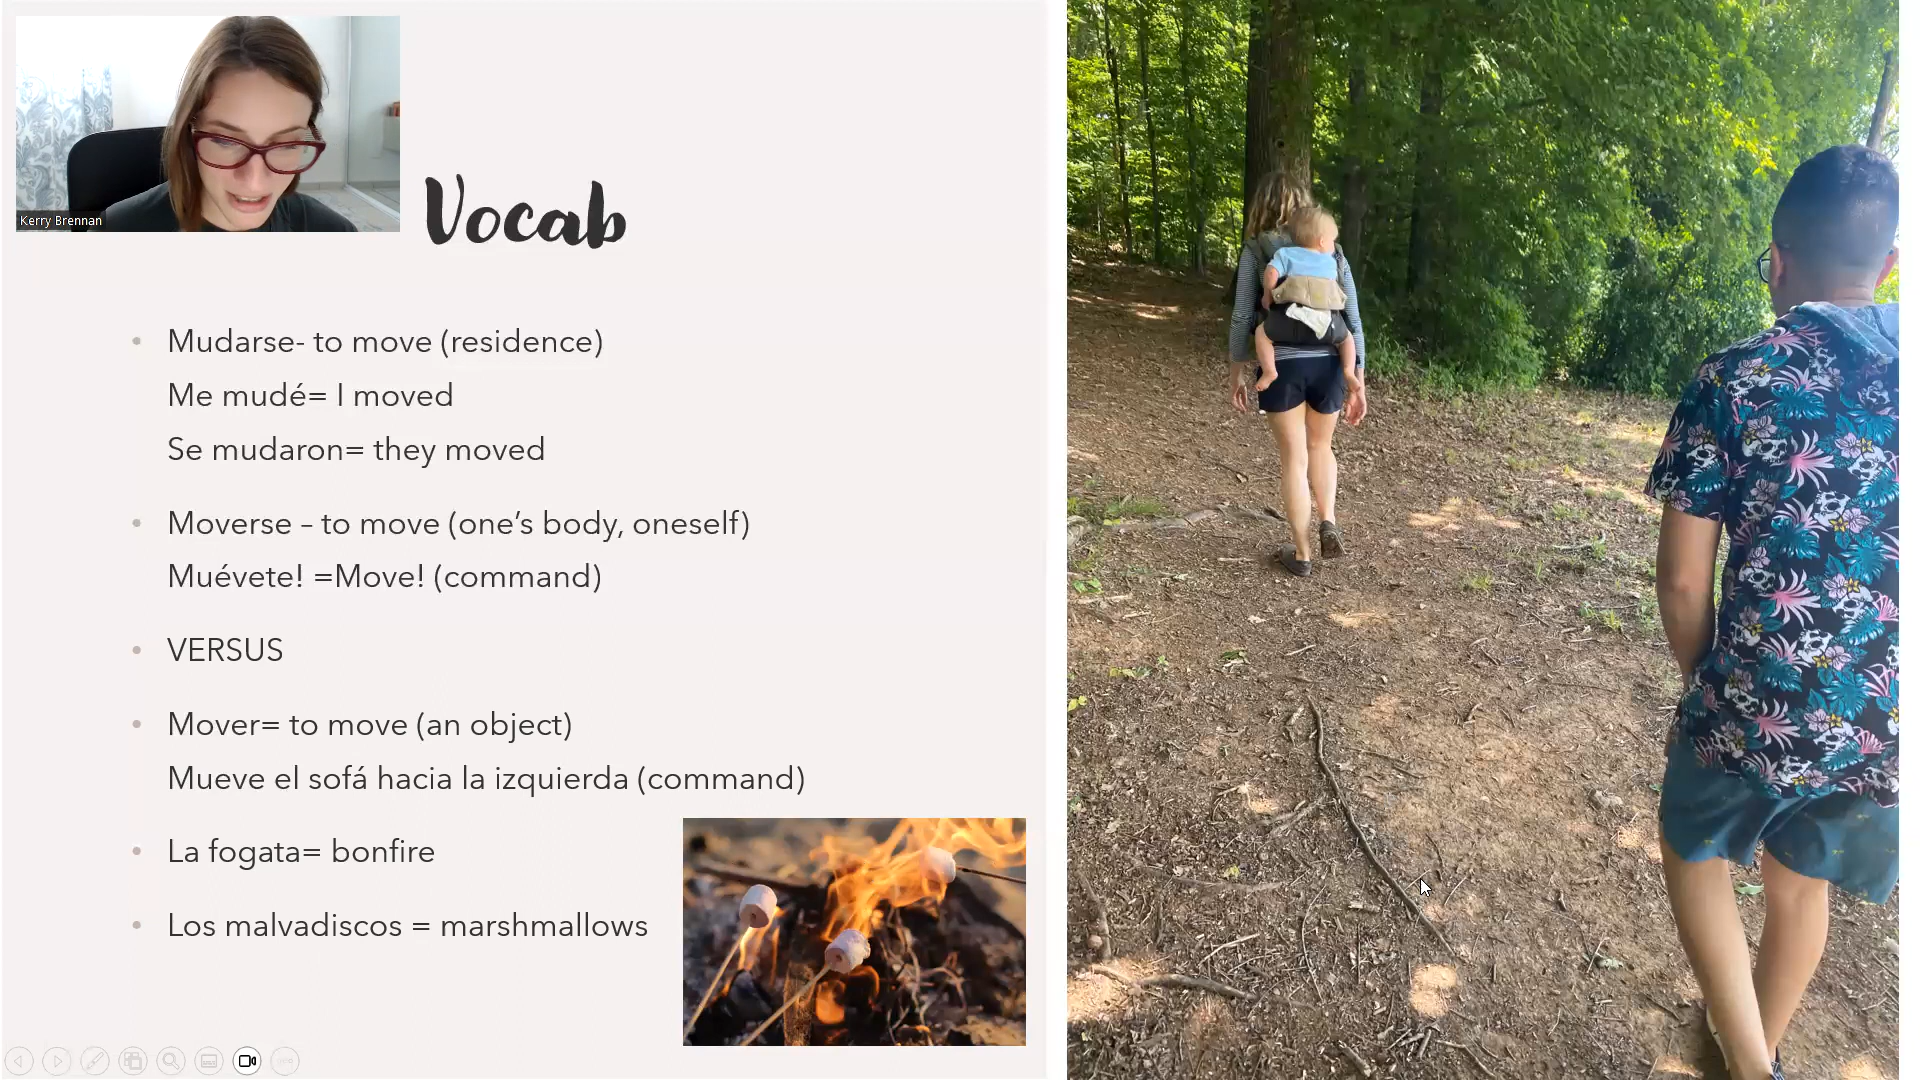 Kerry Brennan
Vocab
Mudarse- to move (residence)
Me mudé= I moved
Se mudaron= they moved
Moverse – to move (one’s body, oneself)
Muévete! =Move! (command)
VERSUS
Mover= to move (an object)
Mueve el sofá hacia la izquierda (command)
La fogata= bonfire
Los malvadiscos = marshmallows